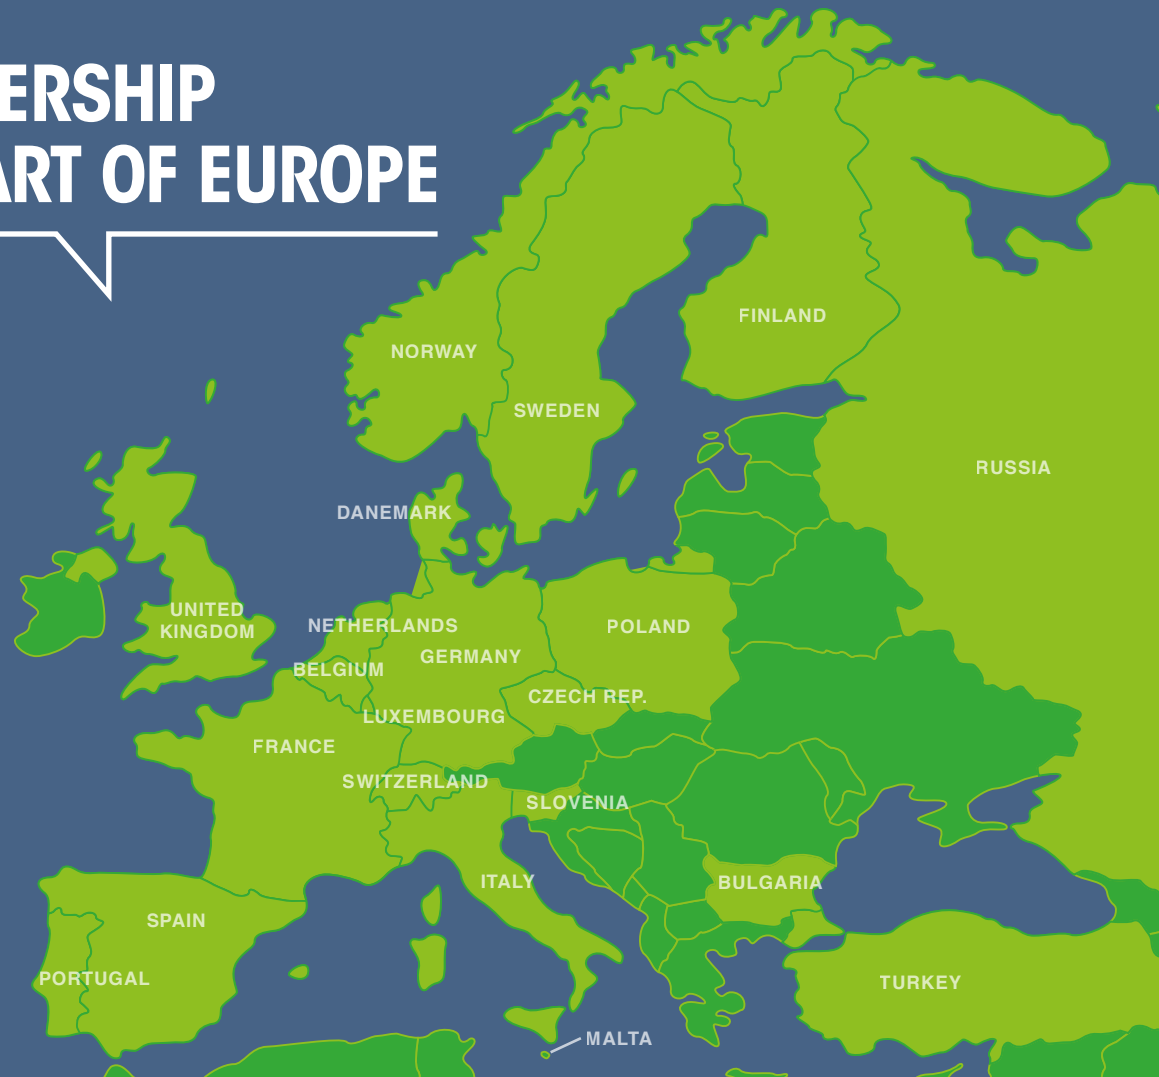 ERSHIP
ART OF EUROPE
FINLAND
NORWAY
SWEDEN
RUSSIA
DANEMARK
UNITED
KINGDOM
NETHERLANDS
POLAND
GERMANY
BELGIUM
CZECH REP.
LUXEMBOURG
FRANCE
SWITZERLAND
SLOVENIA
ITALY
BULGARIA
SPAIN
PORTUGAL
TURKEY
MALTA